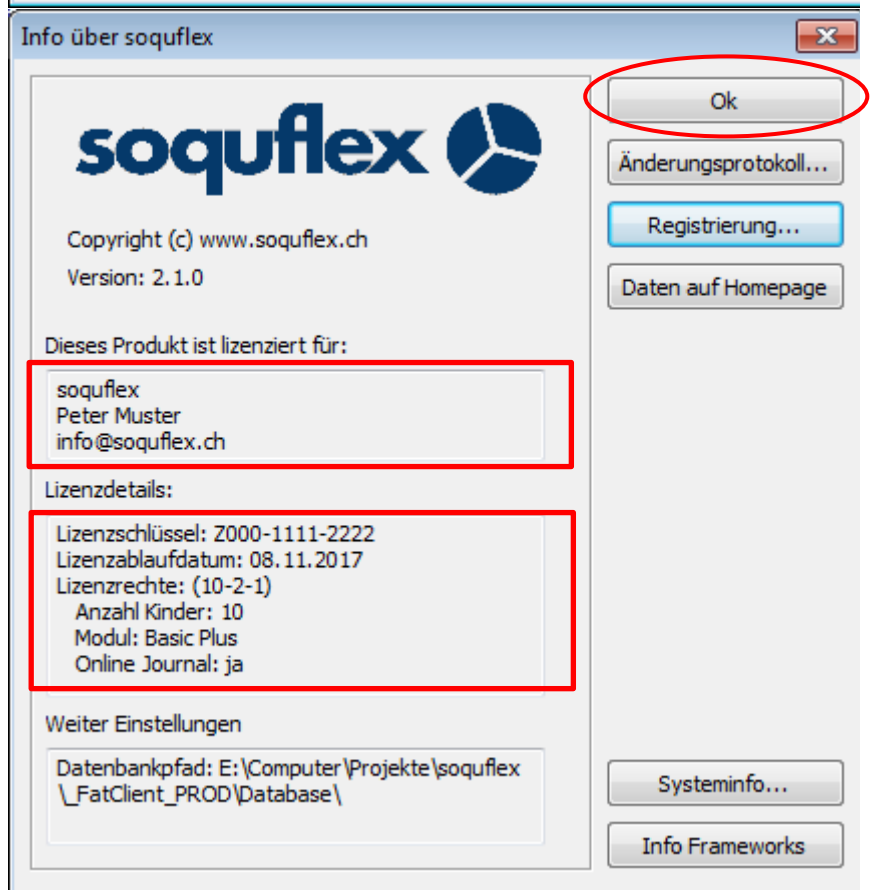 Info über soquflex
soquflex
Copyright (c) www.soquflex.ch
Version: 2.1.0
Dieses Produkt ist lizenziert für:
soquflex
Peter Muster
info@soquflex.ch
Lizenzdetails:
Lizenzschlüssel: Z000-1111-2222
Lizenzablaufdatum: 08.11.2017
Lizenzrechte: (10-2-1)
Anzahl Kinder: 10
Modul: Basic Plus
Online Journal: ja
Weiter Einstellungen
Datenbankpfad: E:\Computer\Projekte\soquflex
\_FatClient_PROD\Database\
Ok
Änderungsprotokoll...
Registrierung...
Daten auf Homepage
Systeminfo...
Info Frameworks